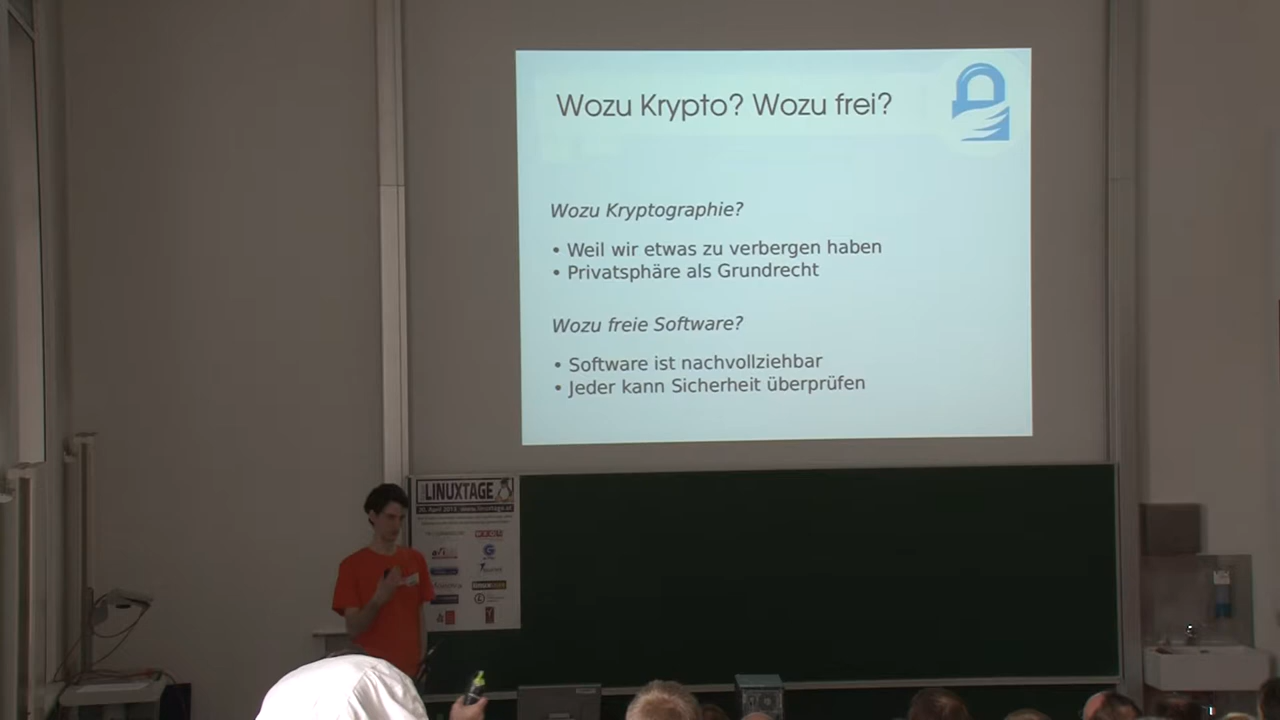 Wozu Krypto? Wozu frei?
Wozu Kryptographie?
• Weil wir etwas zu verbergen haben
• Privatsphäre als Grundrecht
Wozu freie Software?
• Software ist nachvollziehbar
• Jeder kann Sicherheit überprüfen
LINUXTAGE